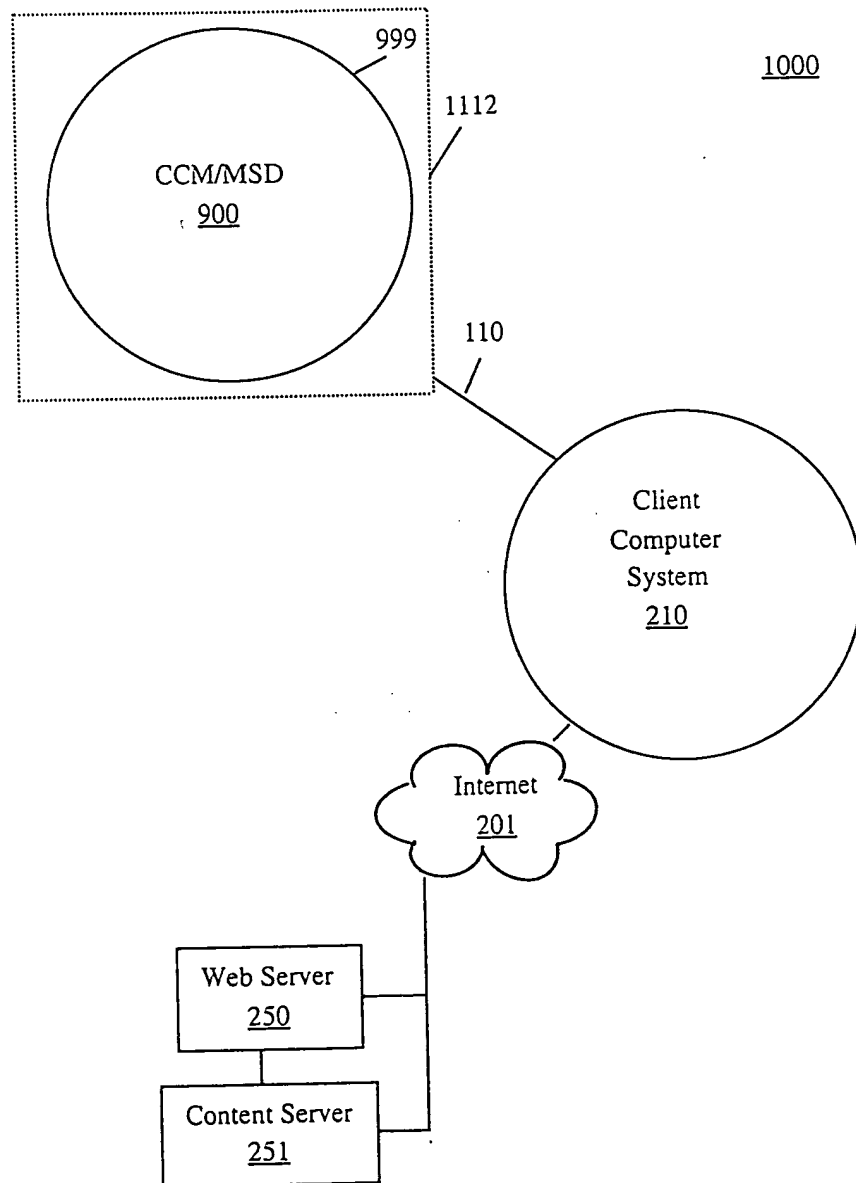 999
1000
1112
CCM/MSD
900
110
Client
Computer
System
210
Internet
201
Web Server
250
Content Server
251